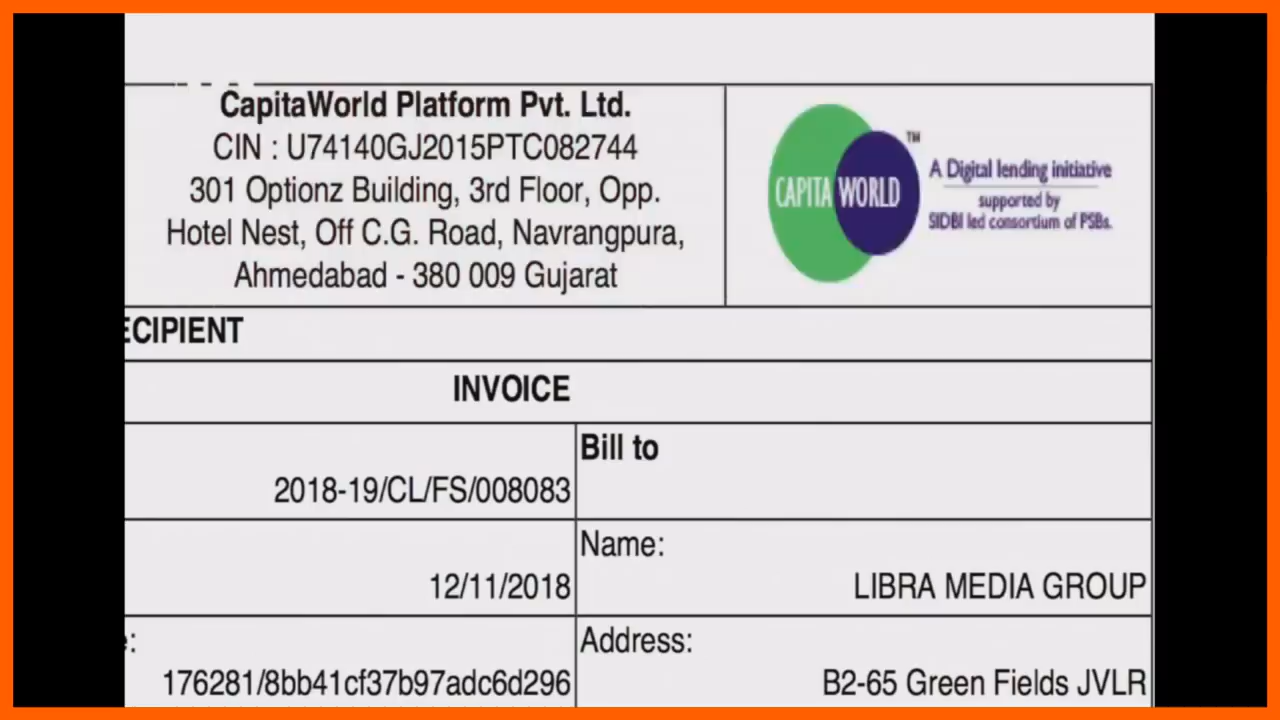 CapitaWorld Platform Pvt. Ltd.
CIN : U74140GJ2015PTC082744
301 Optionz Building, 3rd Floor, Opp.
Hotel Nest, Off C.G. Road, Navrangpura,
Ahmedabad - 380 009 Gujarat
CAPITA WORLD
TM
A Digital lending initiative
supported by
SIDBI led consortium of PSBs.
ECIPIENT
INVOICE
Bill to
2018-19/CL/FS/008083
Name:
12/11/2018
LIBRA MEDIA GROUP
e:
Address:
176281/8bb41cf37b97adc6d296
B2-65 Green Fields JVLR